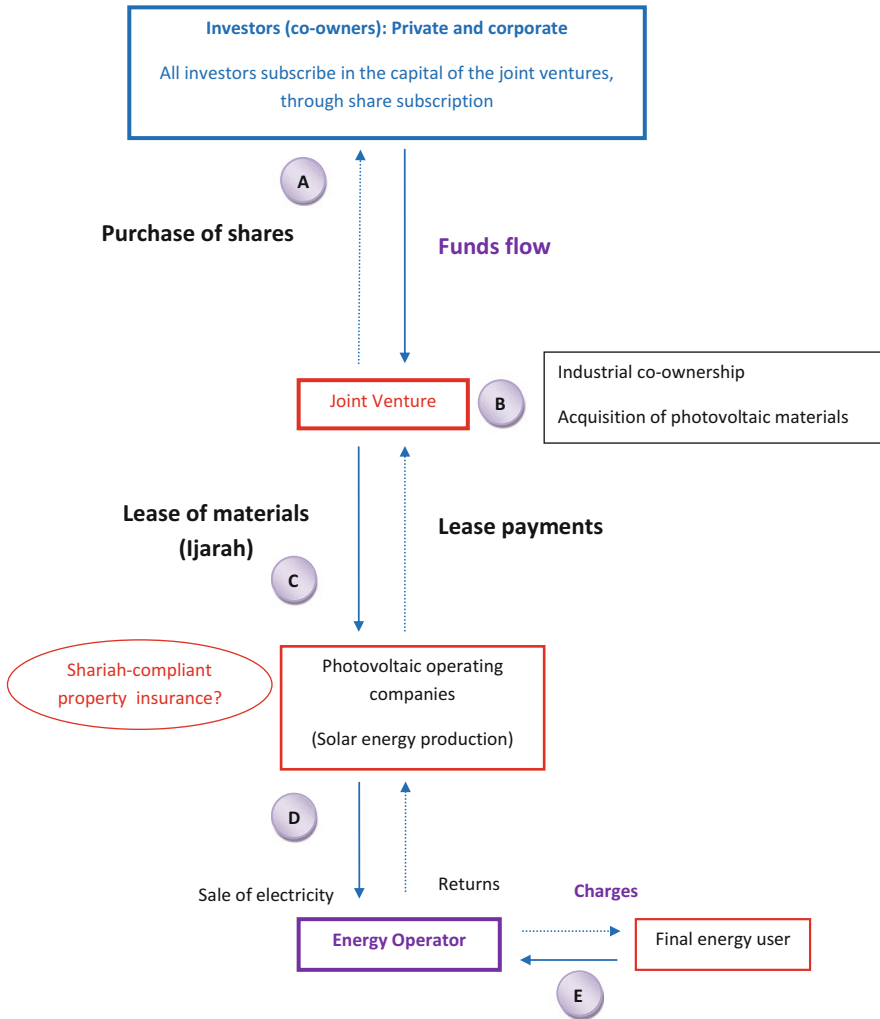 Investors (co-owners): Private and corporate
All investors subscribe in the capital of the joint ventures,
through share subscription
A
Purchase of shares
Funds flow
Joint Venture
B
Industrial co-ownership
Acquisition of photovoltaic materials
Lease of materials
(Ijarah)
Lease payments
C
Shariah-compliant
property insurance?
Photovoltaic operating
companies
(Solar energy production)
D
Sale of electricity
Returns
Charges
Energy Operator
Final energy user
E